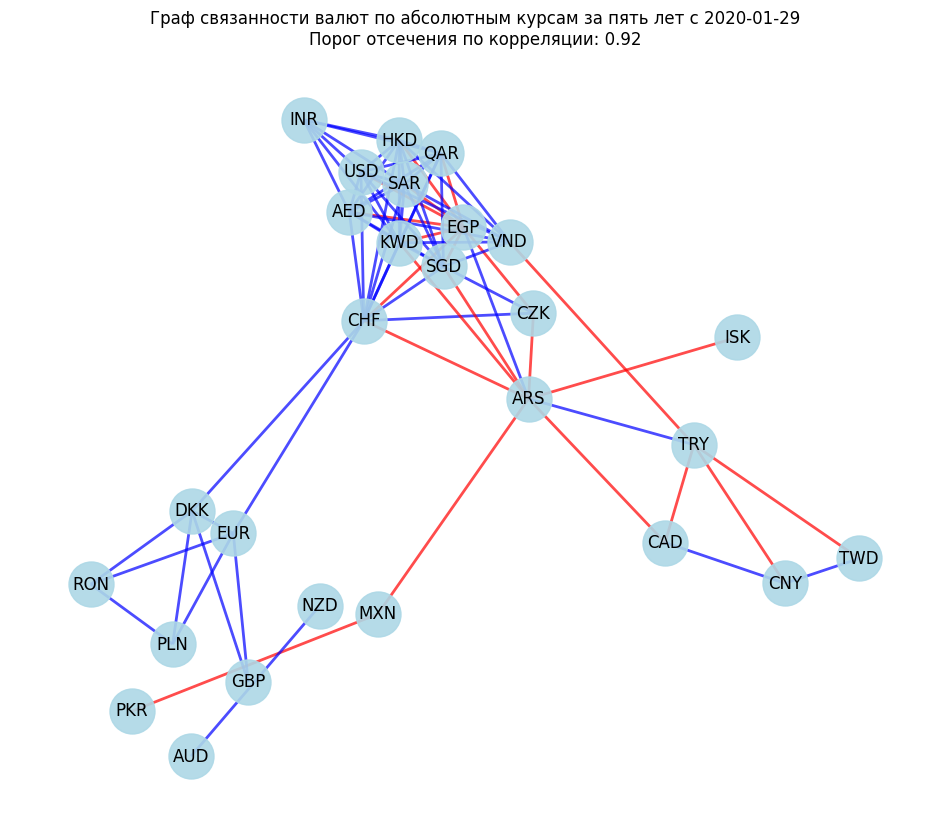 Граф связанности валют по абсолютным курсам за пять лет с 2020-01-29
Порог отсечения по корреляции: 0.92
INR
HKD
QAR
USD
SAR
AED
EGP
KWD
VND
SGD
CZK
CHF
ISK
ARS
TRY
DKK
EUR
CAD
TWD
RON
CNY
NZD
MXN
PLN
GBP
PKR
AUD